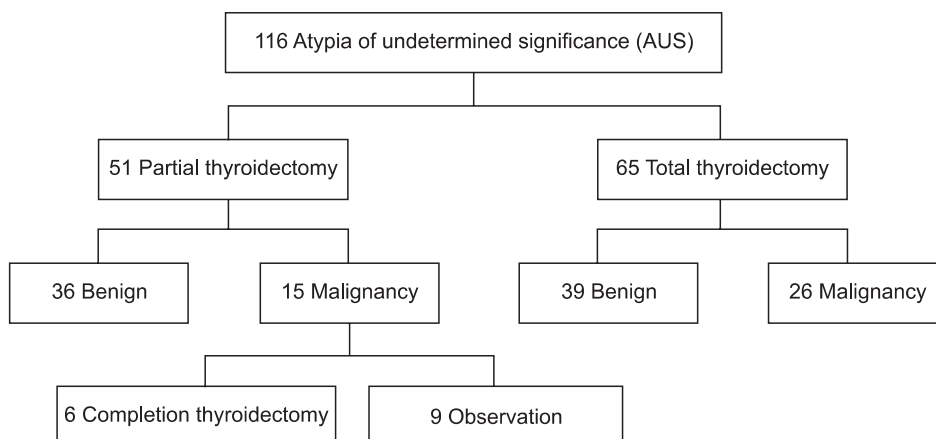 116 Atypia of undetermined significance (AUS)
51 Partial thyroidectomy
65 Total thyroidectomy
36 Benign
15 Malignancy
39 Benign
26 Malignancy
6 Completion thyroidectomy
9 Observation